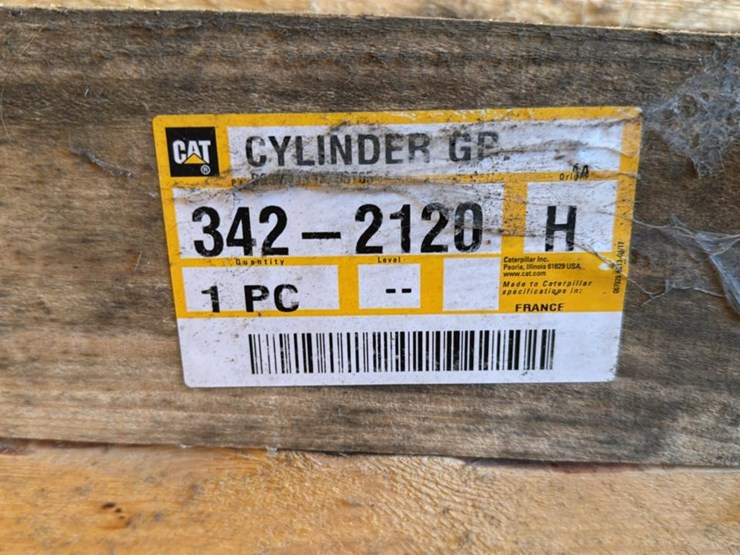 CAT ®
CYLINDER GP.
342-2120 H
Quantity
Level
1 PC
--
Caterpillar Inc.
Peoria, Illinois 61629 USA
www.cat.com
Made to Caterpillar
specifications in:
FRANCE